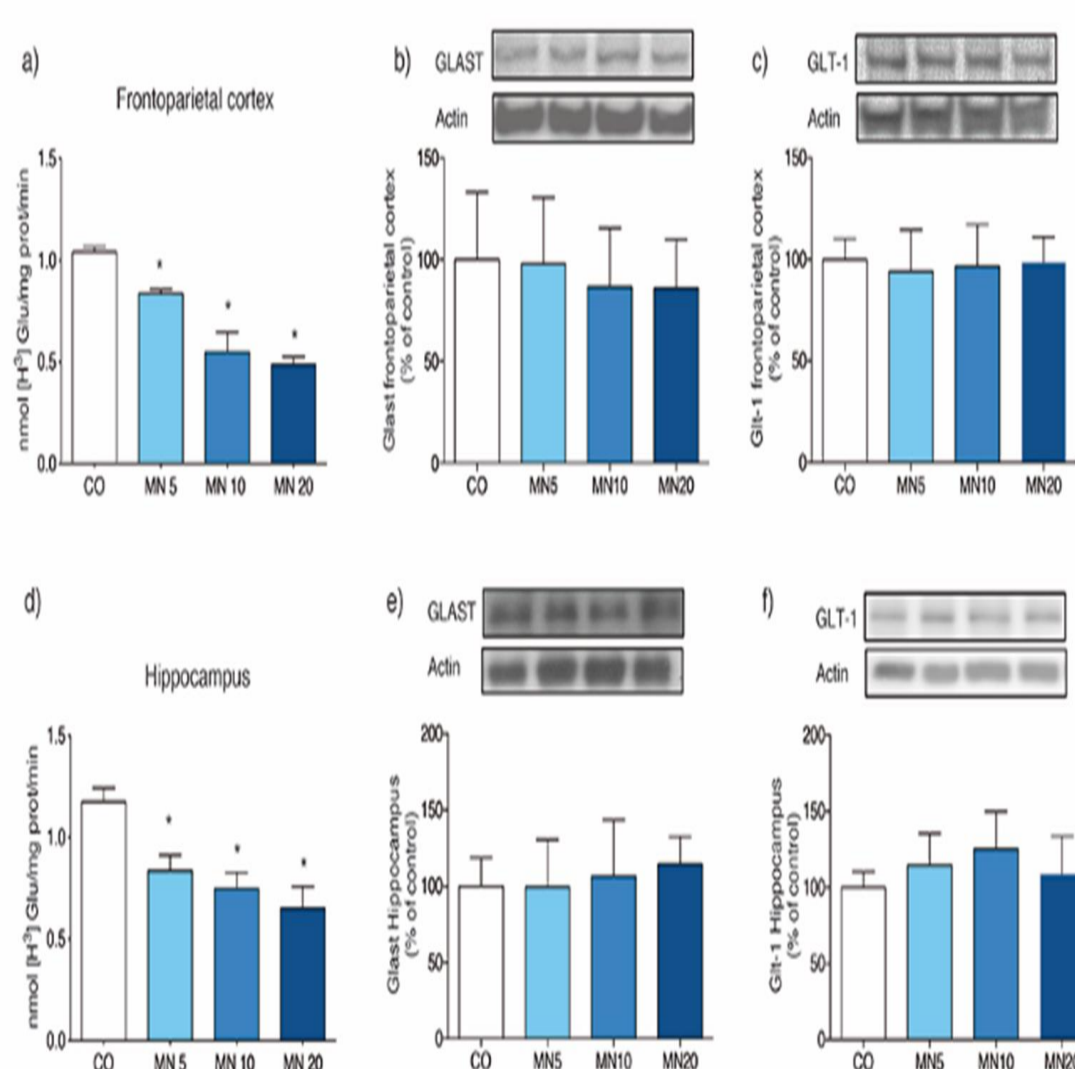 a)
Frontoparietal cortex
nmol [H³] Glu/mg prot/min
1.5
1.0
0.5
0.0
*
*
*
CO MN 5 MN 10 MN 20
b)
GLAST
Actin
Glast frontoparietal cortex
(% of control)
150
100
50
0
CO MN5 MN10 MN20
c)
GLT-1
Actin
Glt-1 frontoparietal cortex
(% of control)
150
100
50
0
CO MN5 MN10 MN20
d)
Hippocampus
nmol [H³] Glu/mg prot/min
1.5
1.0
0.5
0.0
*
*
*
CO MN 5 MN 10 MN 20
e)
GLAST
Actin
Glast Hippocampus
(% of control)
200
150
100
50
0
CO MN5 MN10 MN20
f)
GLT-1
Actin
Glt-1 Hippocampus
(% of control)
200
150
100
50
0
CO MN5 MN10 MN20